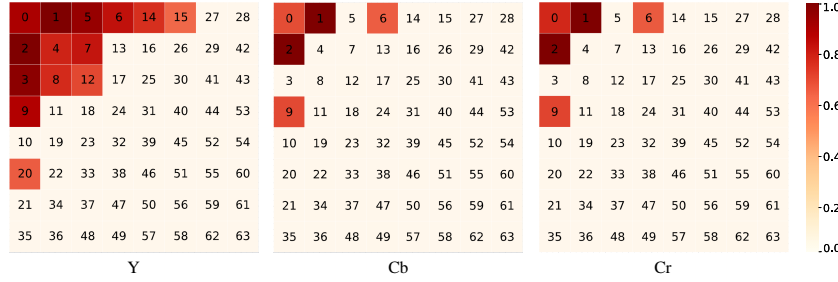 0 1 5 6 14 15 27 28
2 4 7 13 16 26 29 42
3 8 12 17 25 30 41 43
9 11 18 24 31 40 44 53
10 19 23 32 39 45 52 54
20 22 33 38 46 51 55 60
21 34 37 47 50 56 59 61
35 36 48 49 57 58 62 63
Y
0 1 5 6 14 15 27 28
2 4 7 13 16 26 29 42
3 8 12 17 25 30 41 43
9 11 18 24 31 40 44 53
10 19 23 32 39 45 52 54
20 22 33 38 46 51 55 60
21 34 37 47 50 56 59 61
35 36 48 49 57 58 62 63
Cb
0 1 5 6 14 15 27 28
2 4 7 13 16 26 29 42
3 8 12 17 25 30 41 43
9 11 18 24 31 40 44 53
10 19 23 32 39 45 52 54
20 22 33 38 46 51 55 60
21 34 37 47 50 56 59 61
35 36 48 49 57 58 62 63
Cr
1.0
0.8
0.6
0.4
0.2
0.0